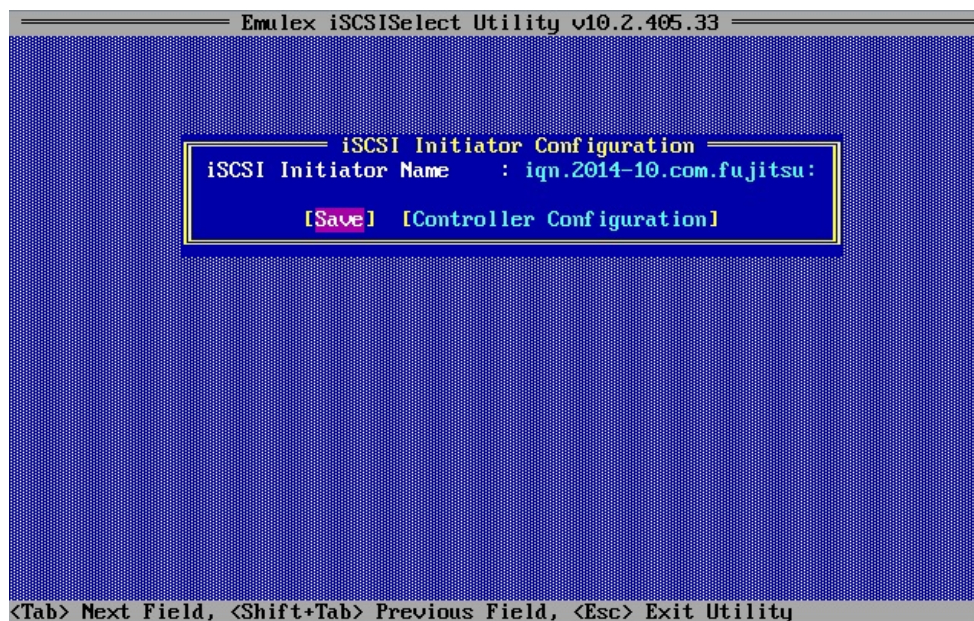 Emulex iSCSISelect Utility v10.2.405.33
iSCSI Initiator Configuration
iSCSI Initiator Name : iqn.2014-10.com.fujitsu:
[Save] [Controller Configuration]
<Tab> Next Field, <Shift+Tab> Previous Field, <Esc> Exit Utility